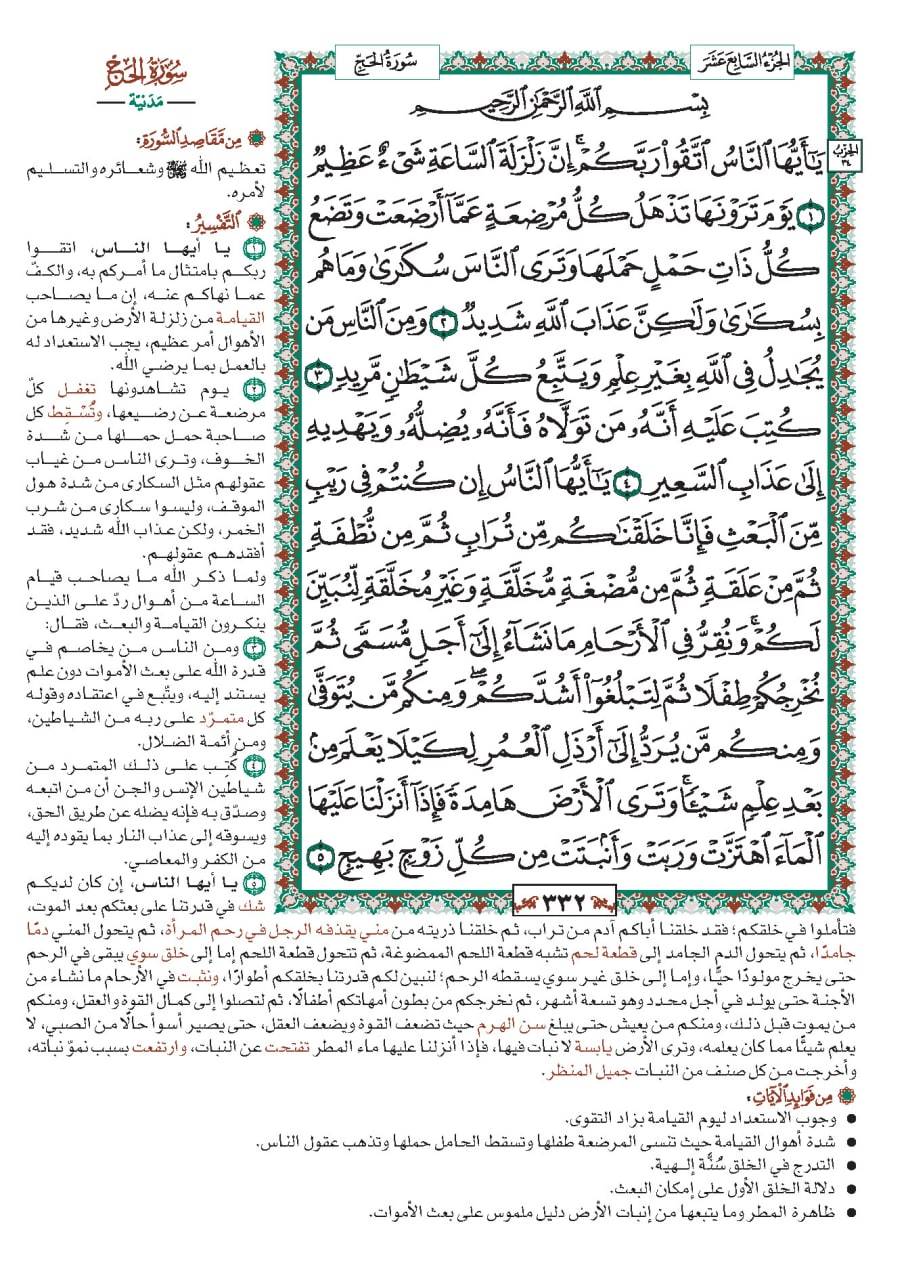 الجزء السابع عشر
سورة الحج
الحزب ٣٤
بِسْمِ اللَّهِ الرَّحْمَٰنِ الرَّحِيمِ
يَٰٓأَيُّهَا النَّاسُ اتَّقُوا رَبَّكُمْ ۚ إِنَّ زَلْزَلَةَ السَّاعَةِ شَيْءٌ عَظِيمٌ
١ يَوْمَ تَرَوْنَهَا تَذْهَلُ كُلُّ مُرْضِعَةٍ عَمَّآ أَرْضَعَتْ وَتَضَعُ
كُلُّ ذَاتِ حَمْلٍ حَمْلَهَا وَتَرَى النَّاسَ سُكَٰرَىٰ وَمَا هُم
بِسُكَٰرَىٰ وَلَٰكِنَّ عَذَابَ اللَّهِ شَدِيدٌ ٢ وَمِنَ النَّاسِ مَن
يُجَٰدِلُ فِي اللَّهِ بِغَيْرِ عِلْمٍ وَيَتَّبِعُ كُلَّ شَيْطَٰنٍ مَّرِيدٍ ٣
كُتِبَ عَلَيْهِ أَنَّهُۥ مَن تَوَلَّاهُ فَأَنَّهُۥ يُضِلُّهُۥ وَيَهْدِيهِ
إِلَىٰ عَذَابِ السَّعِيرِ ٤ يَٰٓأَيُّهَا النَّاسُ إِن كُنتُمْ فِي رَيْبٍ
مِّنَ الْبَعْثِ فَإِنَّا خَلَقْنَٰكُم مِّن تُرَابٍ ثُمَّ مِن نُّطْفَةٍ
ثُمَّ مِنْ عَلَقَةٍ ثُمَّ مِن مُّضْغَةٍ مُّخَلَّقَةٍ وَغَيْرِ مُخَلَّقَةٍ لِّنُبَيِّنَ
لَكُمْ ۚ وَنُقِرُّ فِي الْأَرْحَامِ مَا نَشَآءُ إِلَىٰٓ أَجَلٍ مُّسَمًّى ثُمَّ
نُخْرِجُكُمْ طِفْلًا ثُمَّ لِتَبْلُغُوٓا أَشُدَّكُمْ ۖ وَمِنكُم مَّن يُتَوَفَّىٰ
وَمِنكُم مَّن يُرَدُّ إِلَىٰٓ أَرْذَلِ الْعُمُرِ لِكَيْلَا يَعْلَمَ مِنۢ
بَعْدِ عِلْمٍ شَيْـًٔا ۚ وَتَرَى الْأَرْضَ هَامِدَةً فَإِذَآ أَنزَلْنَا عَلَيْهَا
الْمَآءَ اهْتَزَّتْ وَرَبَتْ وَأَنۢبَتَتْ مِن كُلِّ زَوْجٍۭ بَهِيجٍ ٥
٣٣٢
سورة الحج
مدنية
من مقاصد السورة:
تعظيم الله ﷻ وشعائره والتسليم
لأمره.
التفسير:
١ يا أيها الناس، اتقوا
ربكم بامتثال ما أمركم به، والكفّ
عما نهاكم عنه، إن ما يصاحب
القيامة من زلزلة الأرض وغيرها من
الأهوال أمر عظيم، يجب الاستعداد له
بالعمل بما يرضي الله.
٢ يوم تشاهدونها تغفل كلّ
مرضعة عن رضيعها، وتُسْقِط كل
صاحبة حمل حملها من شدة
الخوف، وترى الناس من غياب
عقولهم مثل السكارى من شدة هول
الموقف، وليسوا سكارى من شرب
الخمر، ولكن عذاب الله شديد، فقد
أفقدهم عقولهم.
ولما ذكر الله ما يصاحب قيام
الساعة من أهوال ردّ على الذين
ينكرون القيامة والبعث، فقال:
٣ ومن الناس من يخاصم في
قدرة الله على بعث الأموات دون علم
يستند إليه، ويتّبع في اعتقاده وقوله
كل متمرّد على ربه من الشياطين،
ومن أئمة الضلال.
٤ كُتب على ذلك المتمرد من
شياطين الإنس والجن أن من اتبعه
وصدّق به فإنه يضله عن طريق الحق،
ويسوقه إلى عذاب النار بما يقوده إليه
من الكفر والمعاصي.
٥ يا أيها الناس، إن كان لديكم
شك في قدرتنا على بعثكم بعد الموت،
فتأملوا في خلقكم؛ فقد خلقنا أباكم آدم من تراب، ثم خلقنا ذريته من مني يقذفه الرجل في رحم المرأة، ثم يتحول المني دمًا
جامدًا، ثم يتحول الدم الجامد إلى قطعة لحم تشبه قطعة اللحم الممضوغة، ثم تتحول قطعة اللحم إما إلى خلق سوي يبقى في الرحم
حتى يخرج مولودًا حيًّا، وإما إلى خلق غير سوي يسقطه الرحم؛ لنبين لكم قدرتنا بخلقكم أطوارًا، ونثبت في الأرحام ما نشاء من
الأجنة حتى يولد في أجل محدد وهو تسعة أشهر، ثم نخرجكم من بطون أمهاتكم أطفالًا، ثم لتصلوا إلى كمال القوة والعقل، ومنكم
من يموت قبل ذلك، ومنكم من يعيش حتى يبلغ سن الهرم حيث تضعف القوة ويضعف العقل، حتى يصير أسوأ حالًا من الصبي، لا
يعلم شيئًا مما كان يعلمه، وترى الأرض يابسة لا نبات فيها، فإذا أنزلنا عليها ماء المطر تفتحت عن النبات، وارتفعت بسبب نموّ نباته،
وأخرجت من كل صنف من النبات جميل المنظر.
من فوائد الآيات:
• وجوب الاستعداد ليوم القيامة بزاد التقوى.
• شدة أهوال القيامة حيث تنسى المرضعة طفلها وتسقط الحامل حملها وتذهب عقول الناس.
• التدرج في الخلق سُنَّة إلهية.
• دلالة الخلق الأول على إمكان البعث.
• ظاهرة المطر وما يتبعها من إنبات الأرض دليل ملموس على بعث الأموات.